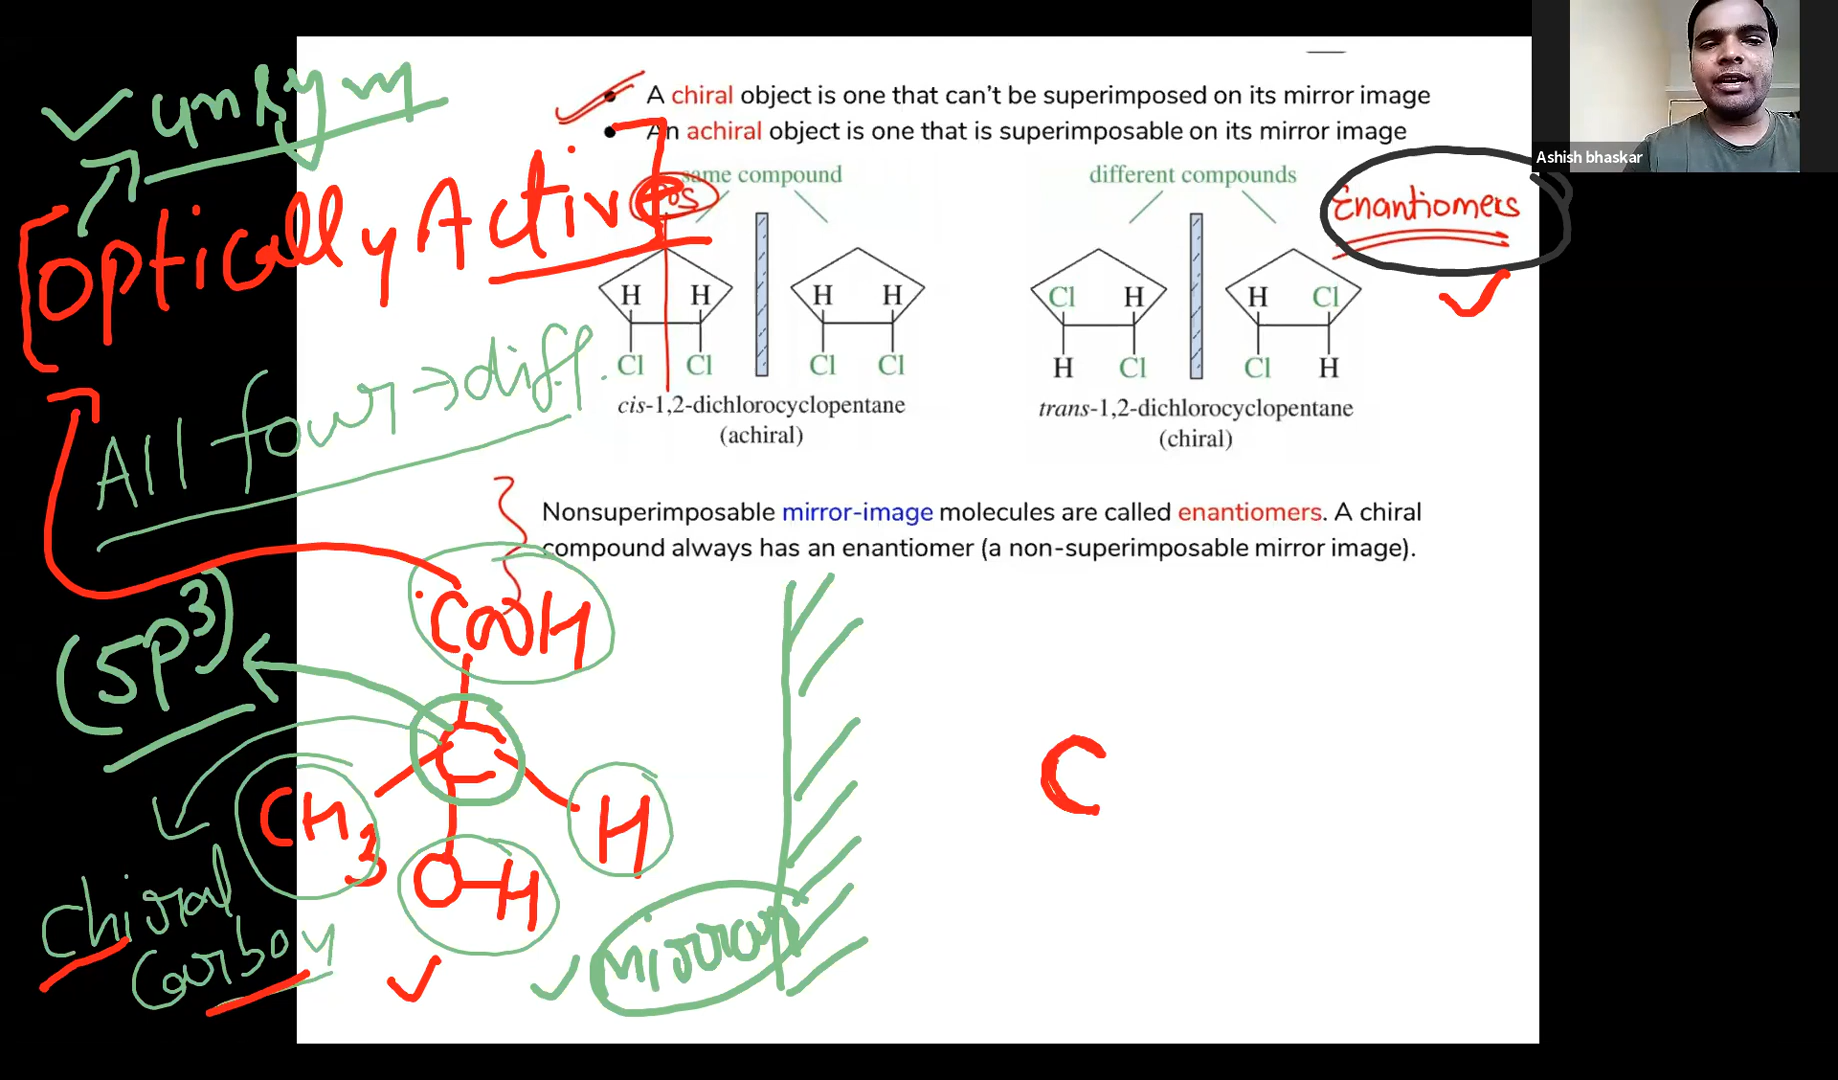 A chiral object is one that can't be superimposed on its mirror image
An achiral object is one that is superimposable on its mirror image
Ashish bhaskar
unsym
Optically Active
POS
same compound
different compounds
Enantiomers
H H H H
Cl H H Cl
Cl Cl Cl Cl
H Cl Cl H
cis-1,2-dichlorocyclopentane
(achiral)
trans-1,2-dichlorocyclopentane
(chiral)
All four → diff.
Nonsuperimposable mirror-image molecules are called enantiomers. A chiral
compound always has an enantiomer (a non-superimposable mirror image).
COOH
(SP³)
C
C
CH3
H
O-H
Chiral
Carbon
mirror